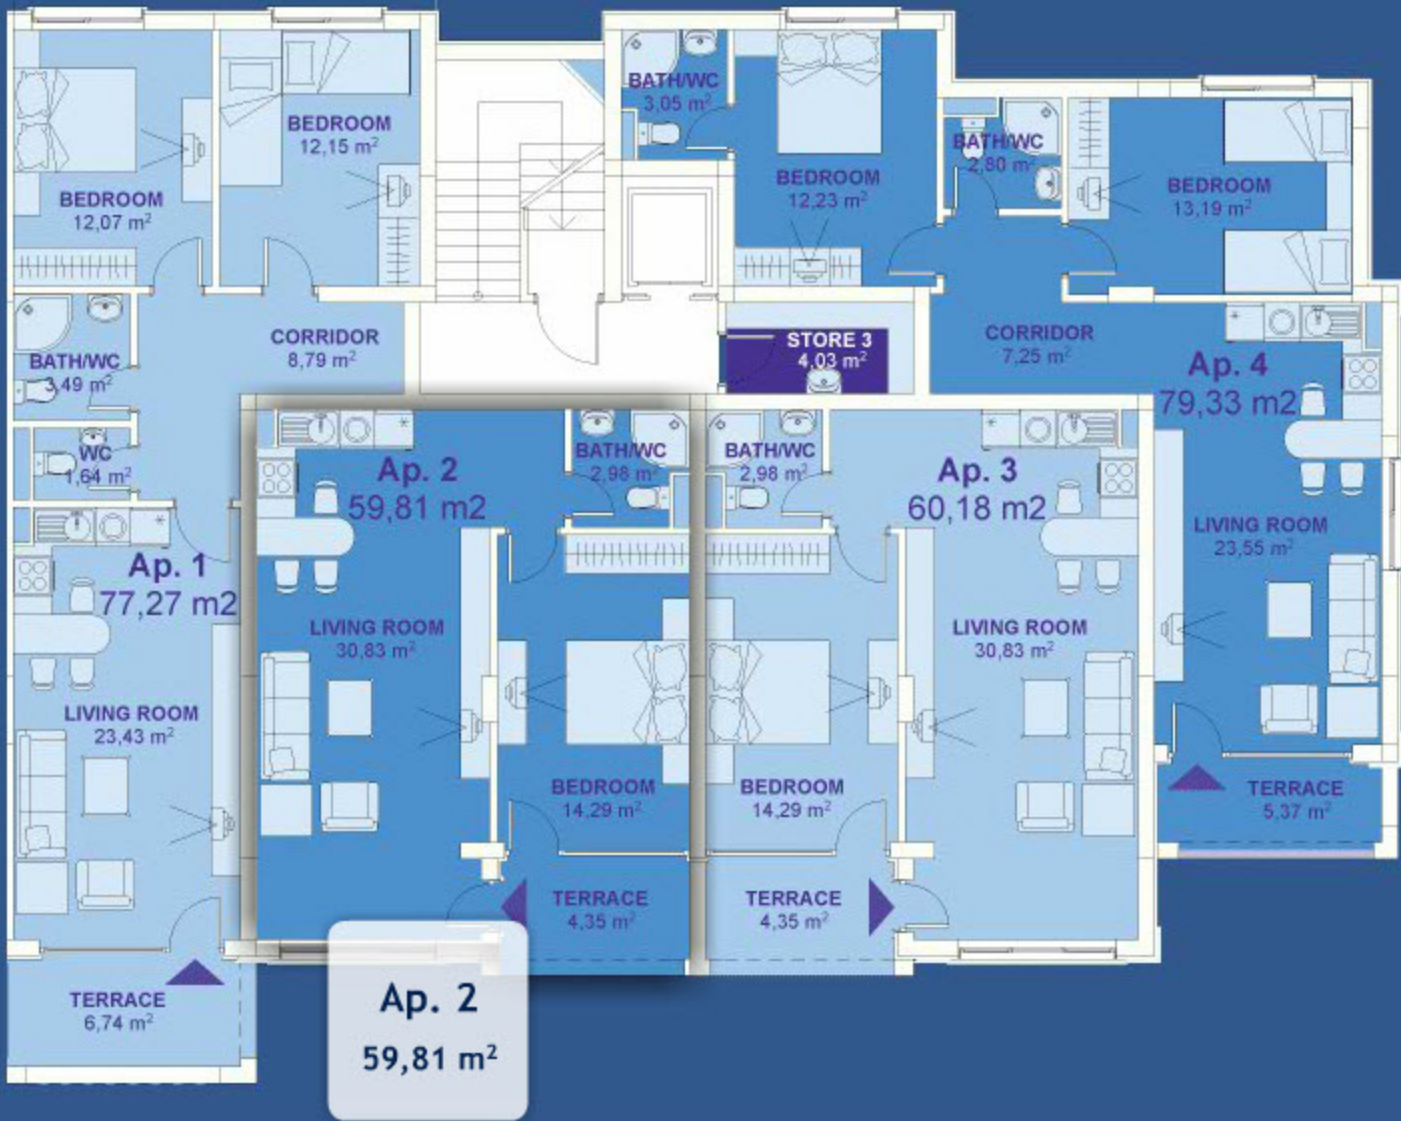 BEDROOM
12,07 m²
BEDROOM
12,15 m²
BATH/WC
3,49 m²
CORRIDOR
8,79 m²
WC
1,64 m²
Ap. 1
77,27 m2
LIVING ROOM
23,43 m²
TERRACE
6,74 m²
Ap. 2
59,81 m2
BATH/WC
2,98 m²
LIVING ROOM
30,83 m²
BEDROOM
14,29 m²
TERRACE
4,35 m²
Ap. 2
59,81 m²
BATH/WC
3,05 m²
BEDROOM
12,23 m²
BATH/WC
2,80 m²
BEDROOM
13,19 m²
STORE 3
4,03 m²
CORRIDOR
7,25 m²
Ap. 4
79,33 m2
LIVING ROOM
23,55 m²
TERRACE
5,37 m²
BATH/WC
2,98 m²
Ap. 3
60,18 m2
LIVING ROOM
30,83 m²
BEDROOM
14,29 m²
TERRACE
4,35 m²